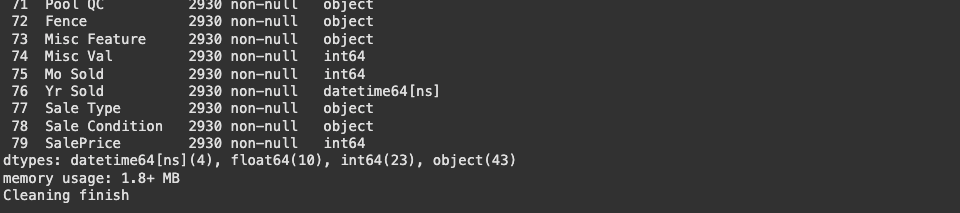 71  Pool QC         2930 non-null   object
72  Fence           2930 non-null   object
73  Misc Feature    2930 non-null   object
74  Misc Val        2930 non-null   int64
75  Mo Sold         2930 non-null   int64
76  Yr Sold         2930 non-null   datetime64[ns]
77  Sale Type       2930 non-null   object
78  Sale Condition  2930 non-null   object
79  SalePrice       2930 non-null   int64
dtypes: datetime64[ns](4), float64(10), int64(23), object(43)
memory usage: 1.8+ MB
Cleaning finish